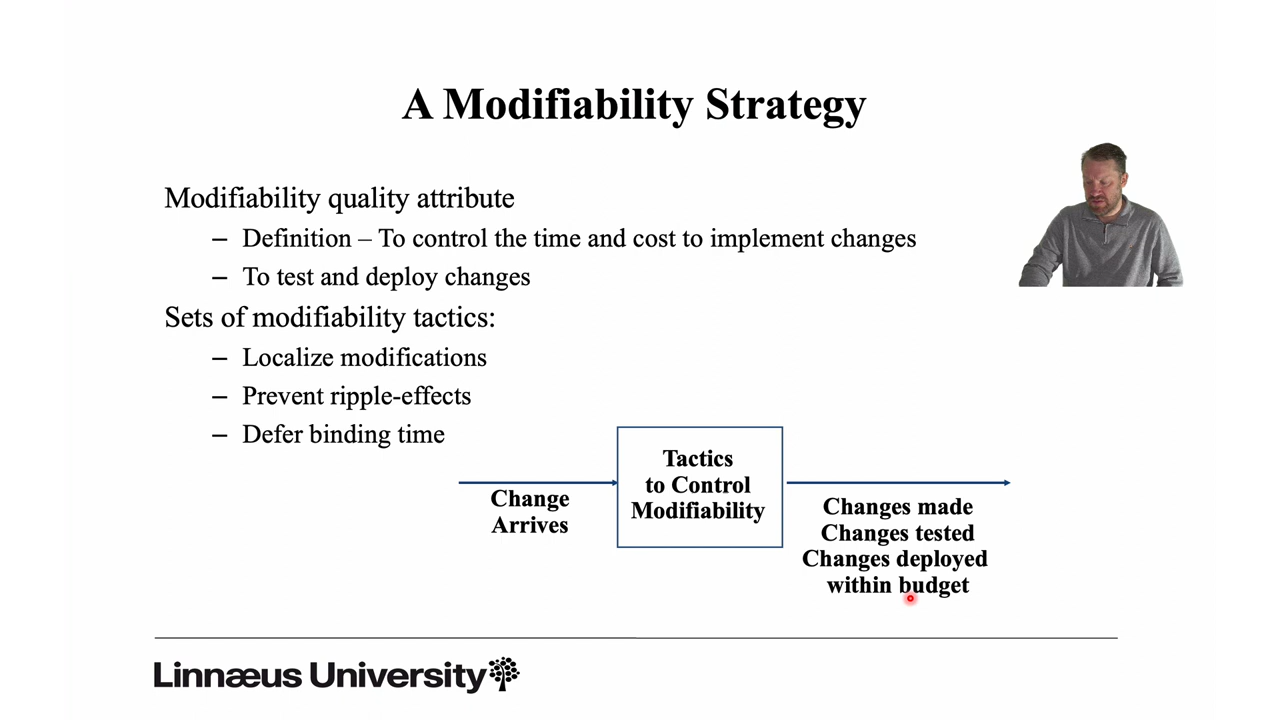 A Modifiability Strategy
Modifiability quality attribute
– Definition – To control the time and cost to implement changes
– To test and deploy changes
Sets of modifiability tactics:
– Localize modifications
– Prevent ripple-effects
– Defer binding time
Change
Arrives
Tactics
to Control
Modifiability
Changes made
Changes tested
Changes deployed
within budget
Linnæus University